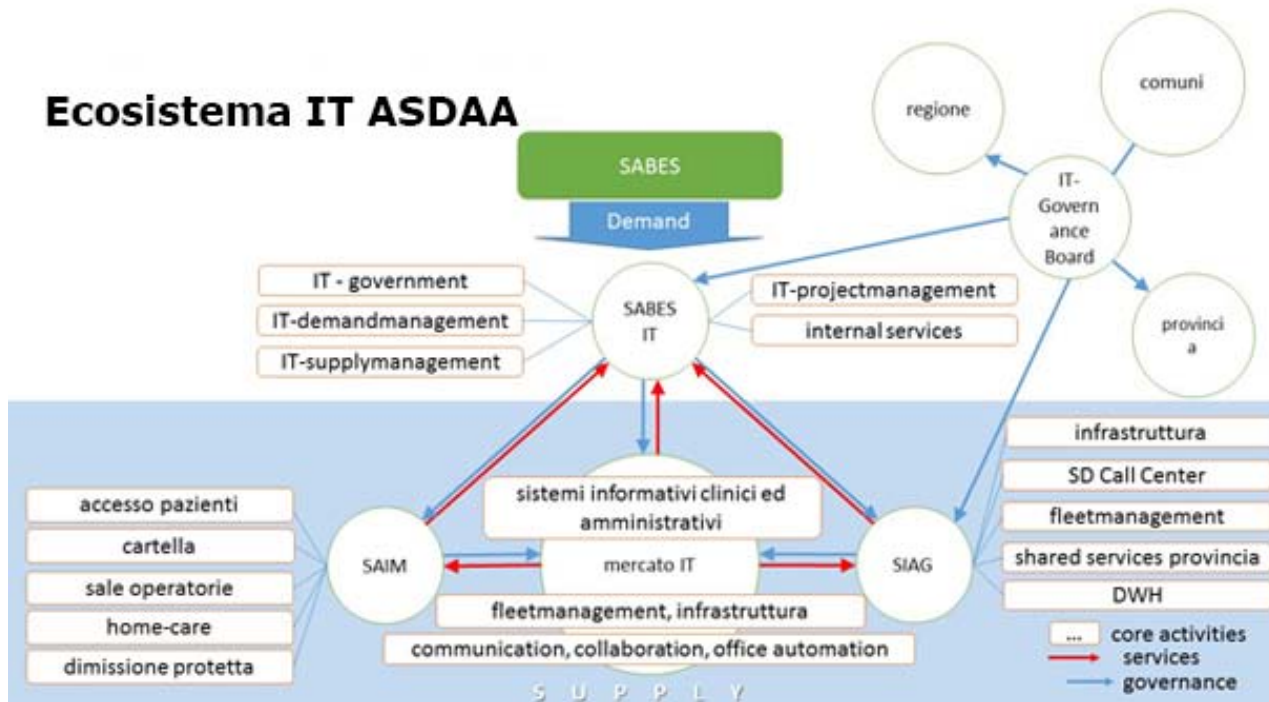 Ecosistema IT ASDAA
SABES
Demand
regione
comuni
IT-
Govern
ance
Board
provinci
a
IT - government
IT-demandmanagement
IT-supplymanagement
SABES
IT
IT-projectmanagement
internal services
accesso pazienti
cartella
sale operatorie
home-care
dimissione protetta
SAIM
sistemi informativi clinici ed
amministrativi
mercato IT
fleetmanagement, infrastruttura
communication, collaboration, office automation
SIAG
infrastruttura
SD Call Center
fleetmanagement
shared services provincia
DWH
... core activities
services
governance
S U P P L Y